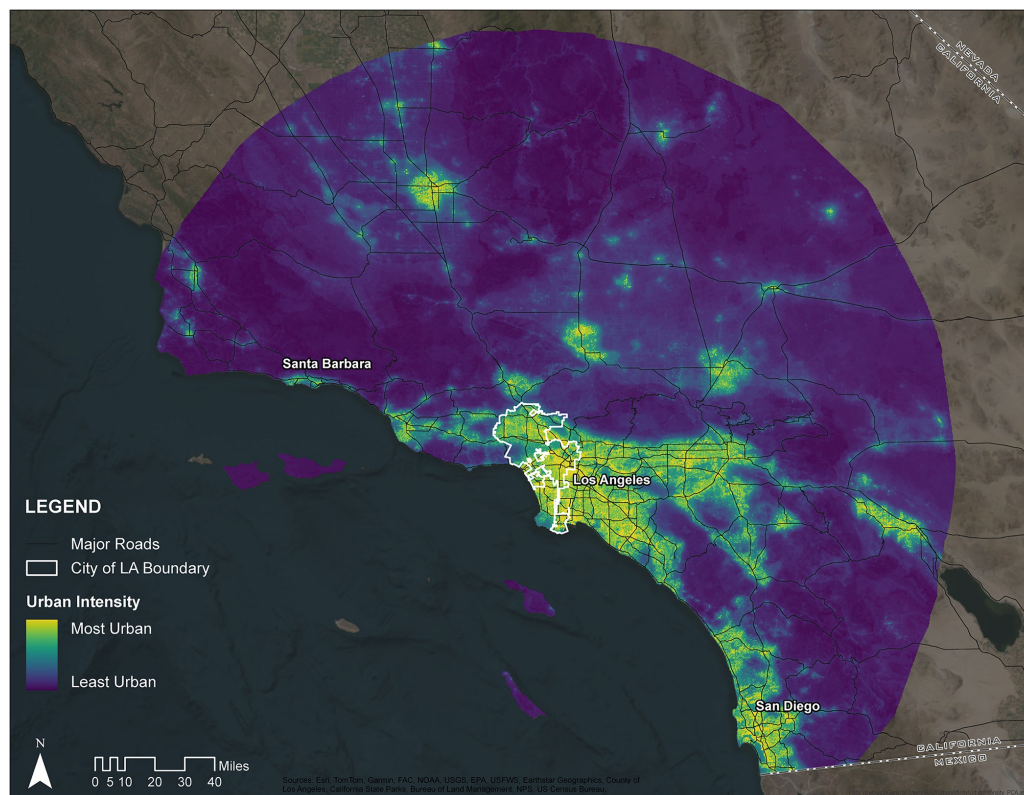 NEVADA
CALIFORNIA
Santa Barbara
Los Angeles
LEGEND
Major Roads
City of LA Boundary
Urban Intensity
Most Urban
Least Urban
San Diego
CALIFORNIA
MEXICO
N
Miles
0 5 10 20 30 40
Sources: Esri, TomTom, Garmin, FAO, NOAA, USGS, EPA, USFWS, Earthstar Geographics, County of
Los Angeles, California State Parks, Bureau of Land Management, NPS, US Census Bureau,